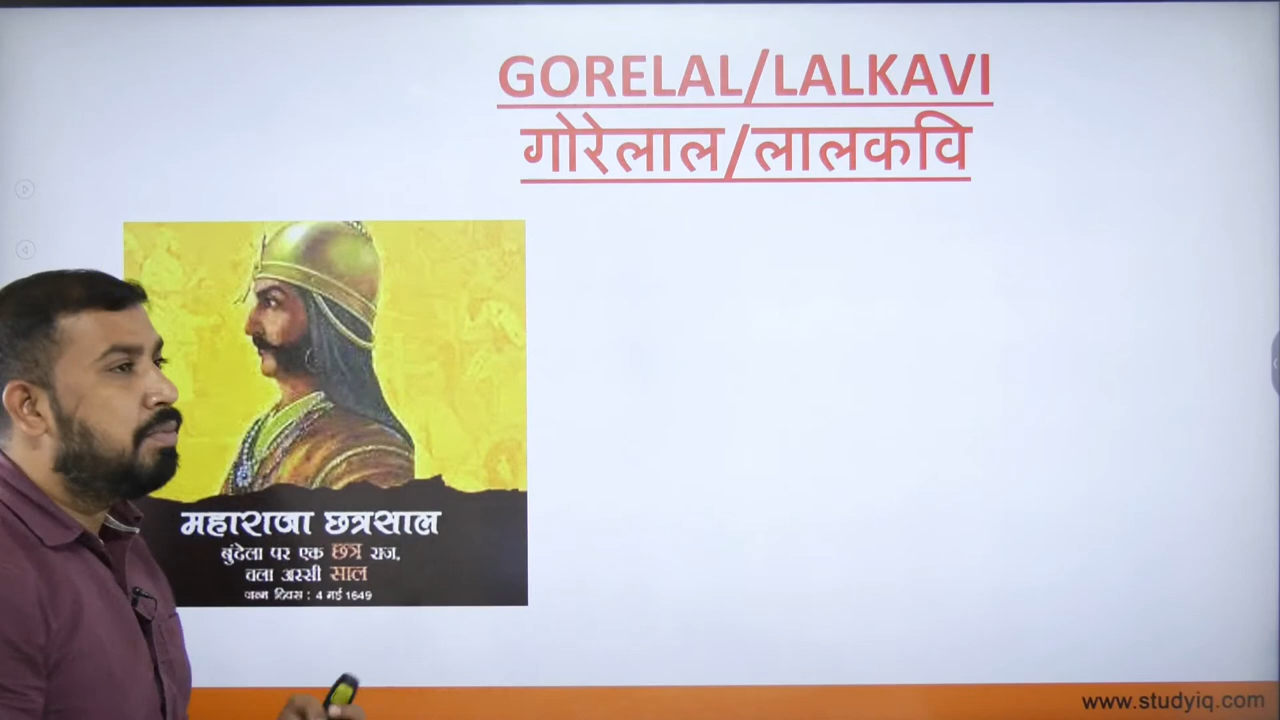 GORELAL/LALKAVI
गोरेलाल/लालकवि
महाराजा छत्रसाल
बुंदेला पर एक छत्र राज,
चला अस्सी साल
जन्म दिवस : 4 मई 1649
www.studyiq.com